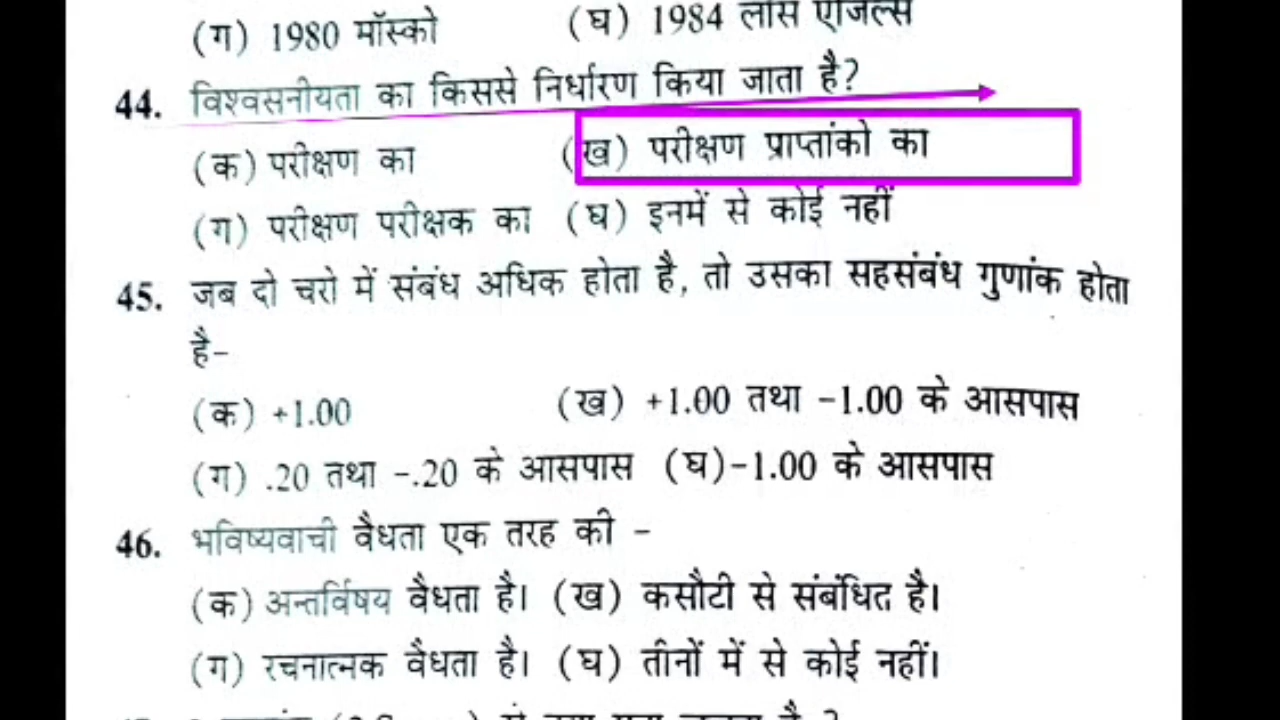 (ग) 1980 मॉस्को (घ) 1984 लॉस एंजिल्स
44. विश्वसनीयता का किससे निर्धारण किया जाता है?
(क) परीक्षण का (ख) परीक्षण प्राप्तांको का
(ग) परीक्षण परीक्षक का (घ) इनमें से कोई नहीं
45. जब दो चरो में संबंध अधिक होता है, तो उसका सहसंबंध गुणांक होता
है-
(क) +1.00 (ख) +1.00 तथा -1.00 के आसपास
(ग) .20 तथा -.20 के आसपास (घ)-1.00 के आसपास
46. भविष्यवाची वैधता एक तरह की -
(क) अन्तर्विषय वैधता है। (ख) कसौटी से संबंधित है।
(ग) रचनात्मक वैधता है। (घ) तीनों में से कोई नहीं।